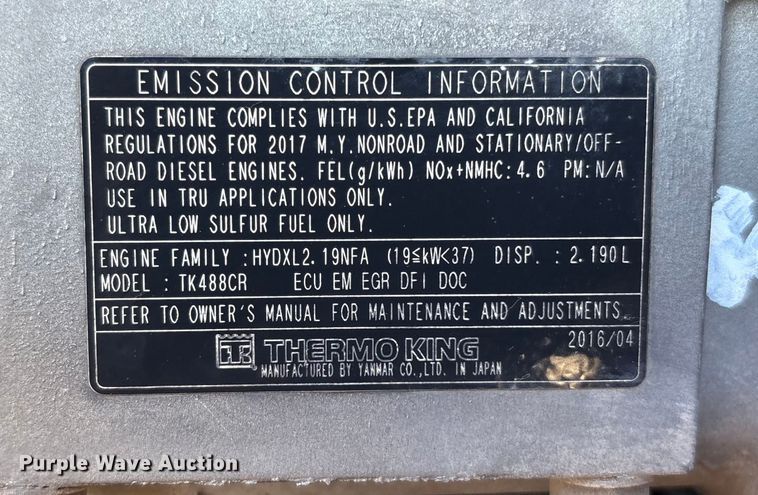 EMISSION CONTROL INFORMATION
THIS ENGINE COMPLIES WITH U.S.EPA AND CALIFORNIA
REGULATIONS FOR 2017 M.Y.NONROAD AND STATIONARY/OFF-
ROAD DIESEL ENGINES. FEL(g/kWh) NOx+NMHC:4.6 PM:N/A
USE IN TRU APPLICATIONS ONLY.
ULTRA LOW SULFUR FUEL ONLY.
ENGINE FAMILY :HYDXL2.19NFA (19≦kW<37) DISP. :2.190L
MODEL : TK488CR ECU EM EGR DFI DOC
REFER TO OWNER'S MANUAL FOR MAINTENANCE AND ADJUSTMENTS.
TK THERMO KING 2016/04
MANUFACTURED BY YANMAR CO.,LTD. IN JAPAN
Purple Wave Auction